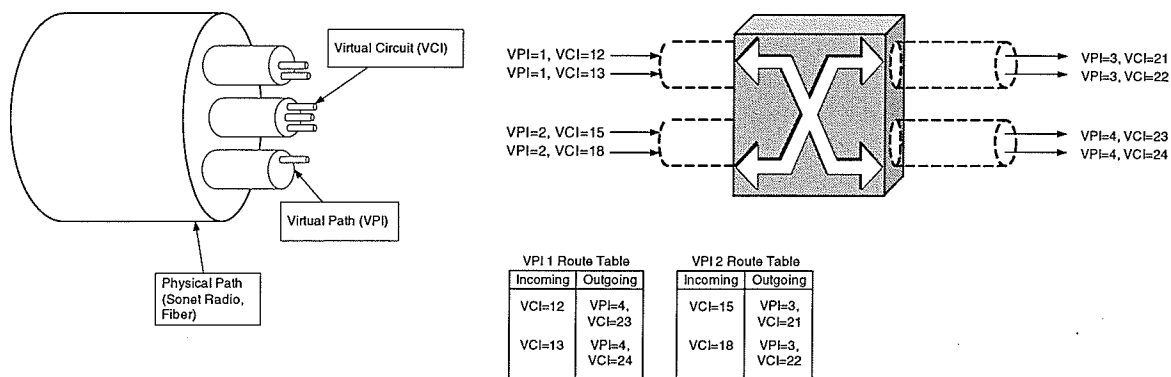 Virtual Circuit (VCI)
Virtual Path (VPI)
Physical Path
(Sonet Radio,
Fiber)
VPI=1, VCI=12
VPI=1, VCI=13
VPI=2, VCI=15
VPI=2, VCI=18
VPI=3, VCI=21
VPI=3, VCI=22
VPI=4, VCI=23
VPI=4, VCI=24
VPI 1 Route Table
Incoming Outgoing
VCI=12 VPI=4,
VCI=23
VCI=13 VPI=4,
VCI=24
VPI 2 Route Table
Incoming Outgoing
VCI=15 VPI=3,
VCI=21
VCI=18 VPI=3,
VCI=22